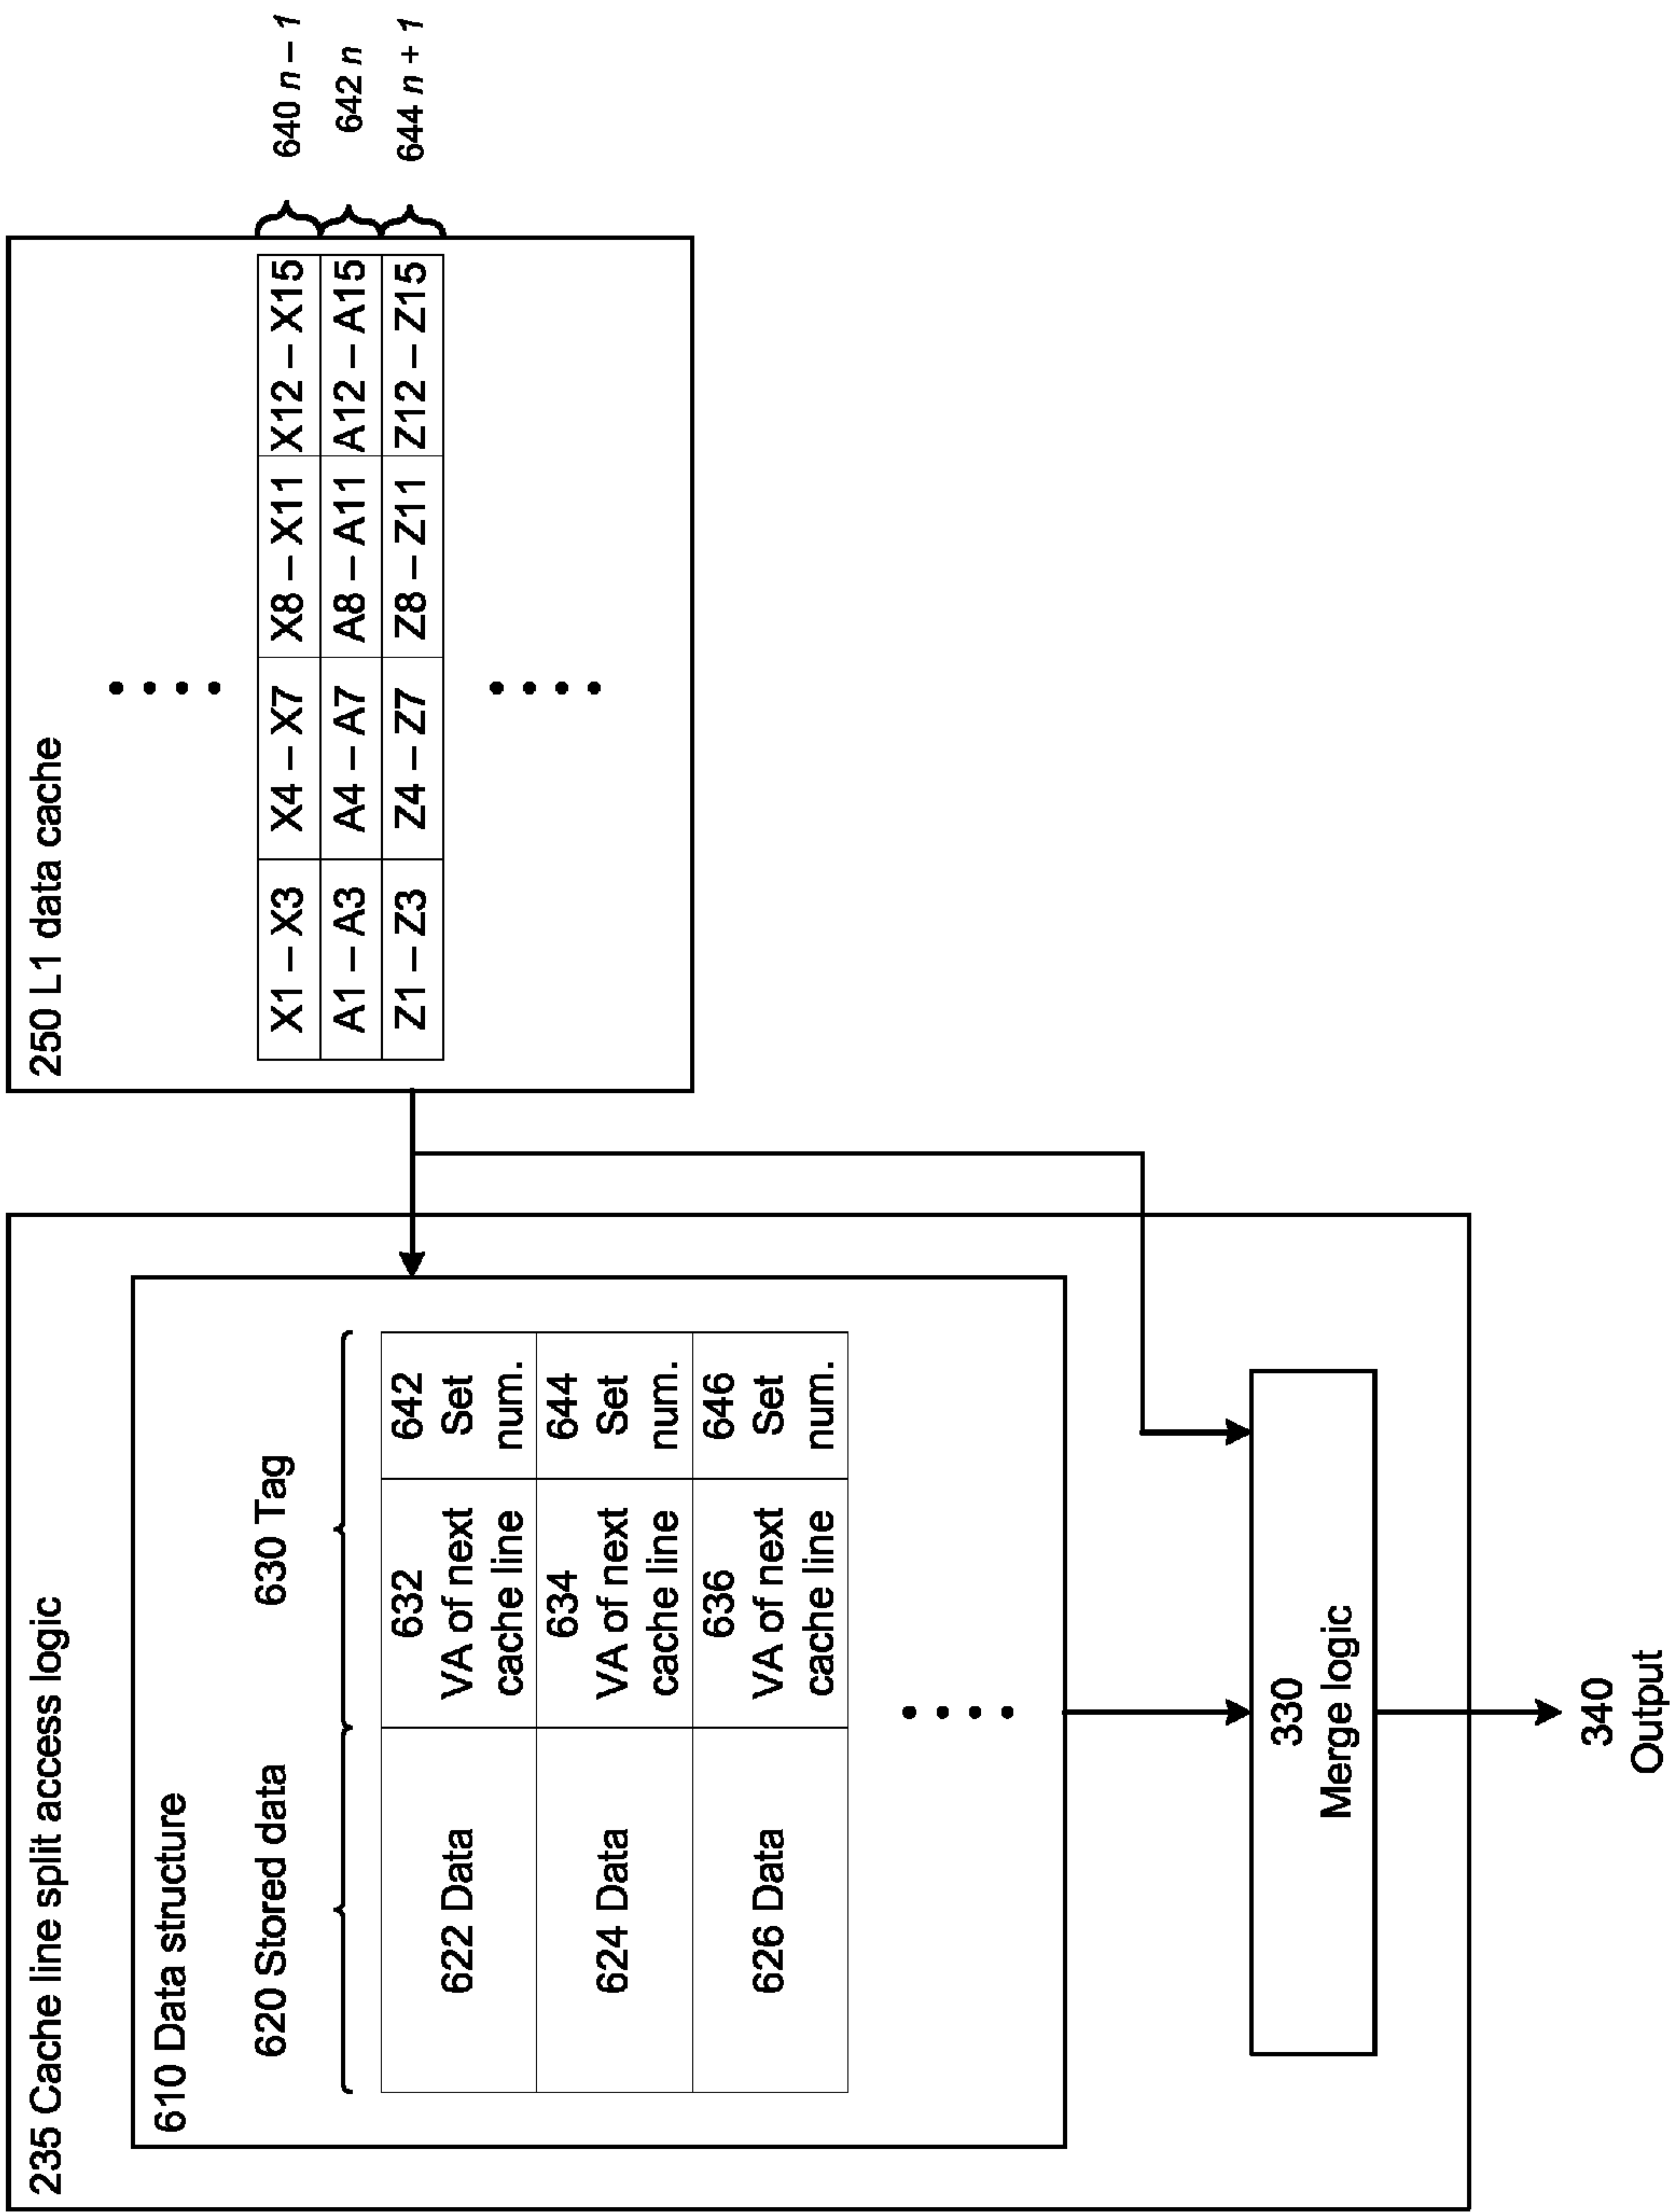 235 Cache line split access logic
610 Data structure
620 Stored data
630 Tag
622 Data
632
VA of next
cache line
642
Set
num.
624 Data
634
VA of next
cache line
644
Set
num.
626 Data
636
VA of next
cache line
646
Set
num.
330
Merge logic
340
Output
250 L1 data cache
X1 – X3 X4 – X7 X8 – X11 X12 – X15
A1 – A3 A4 – A7 A8 – A11 A12 – A15
Z1 – Z3 Z4 – Z7 Z8 – Z11 Z12 – Z15
640 n – 1
642 n
644 n + 1